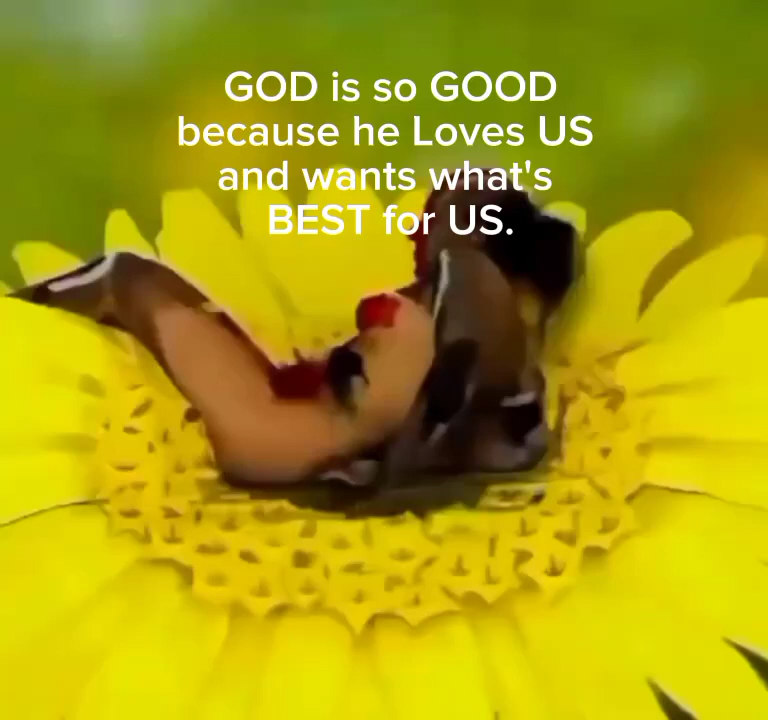 GOD is so GOOD
because he Loves US
and wants what's
BEST for US.